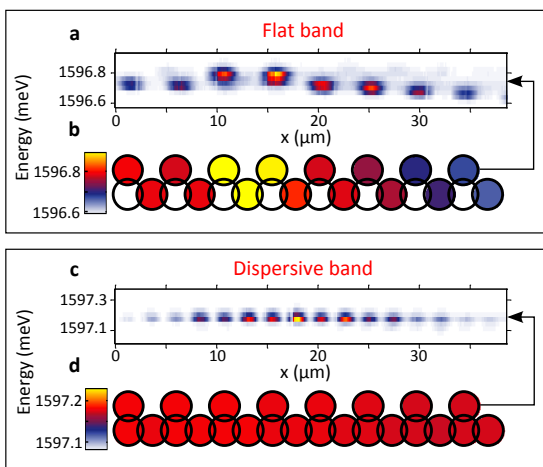 Flat band
a
1596.8
1596.6
0 10 20 30
x (µm)
Energy (meV)
b
1596.8
1596.6
Dispersive band
c
1597.3
1597.1
0 10 20 30
x (µm)
Energy (meV)
d
1597.2
1597.1